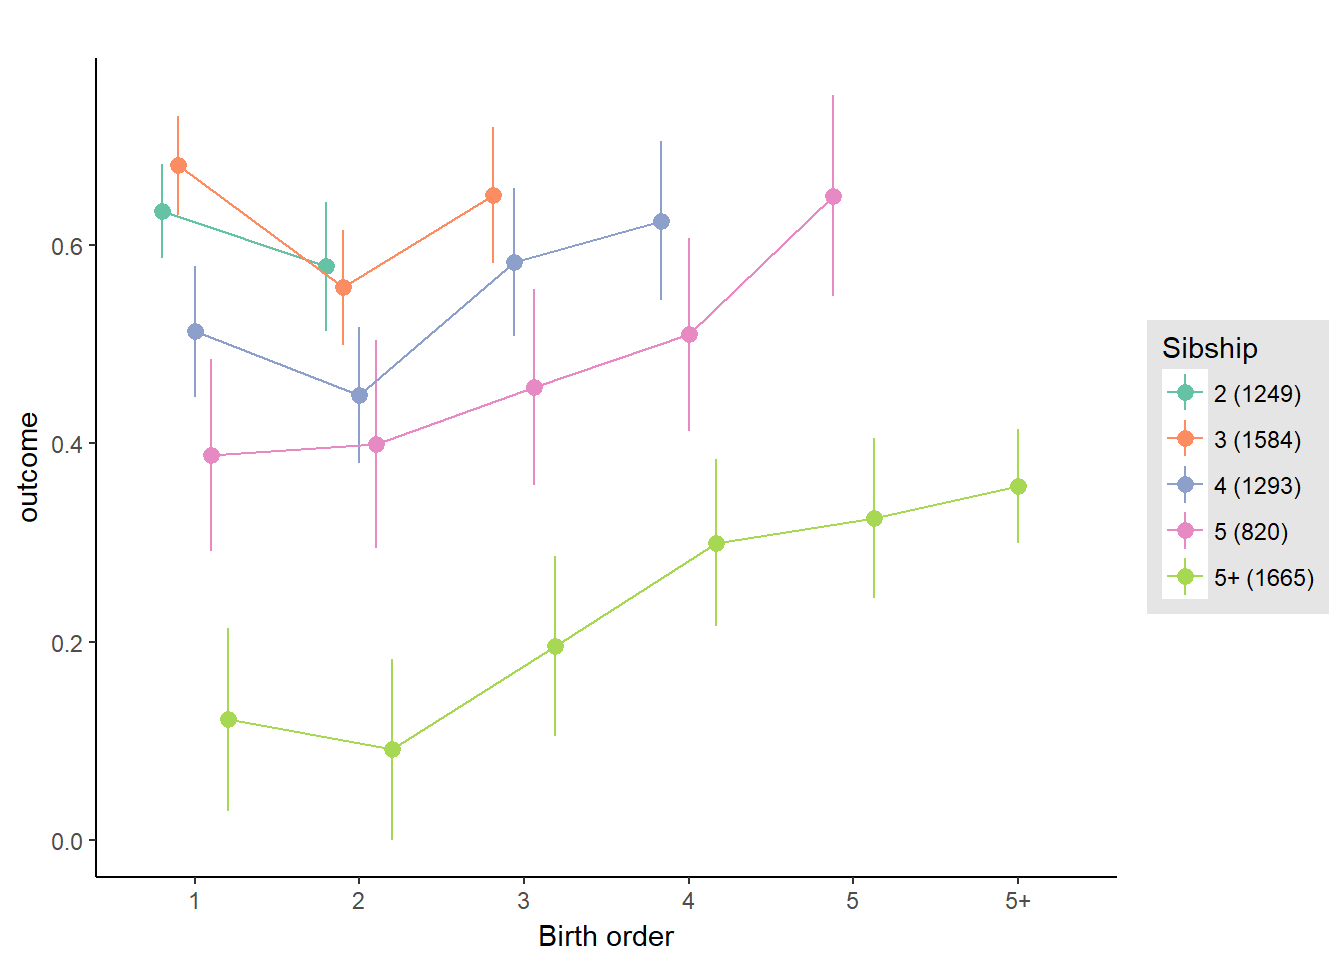 outcome
0.6
0.4
0.2
0.0
1 2 3 4 5 5+
Birth order
Sibship
2 (1249)
3 (1584)
4 (1293)
5 (820)
5+ (1665)